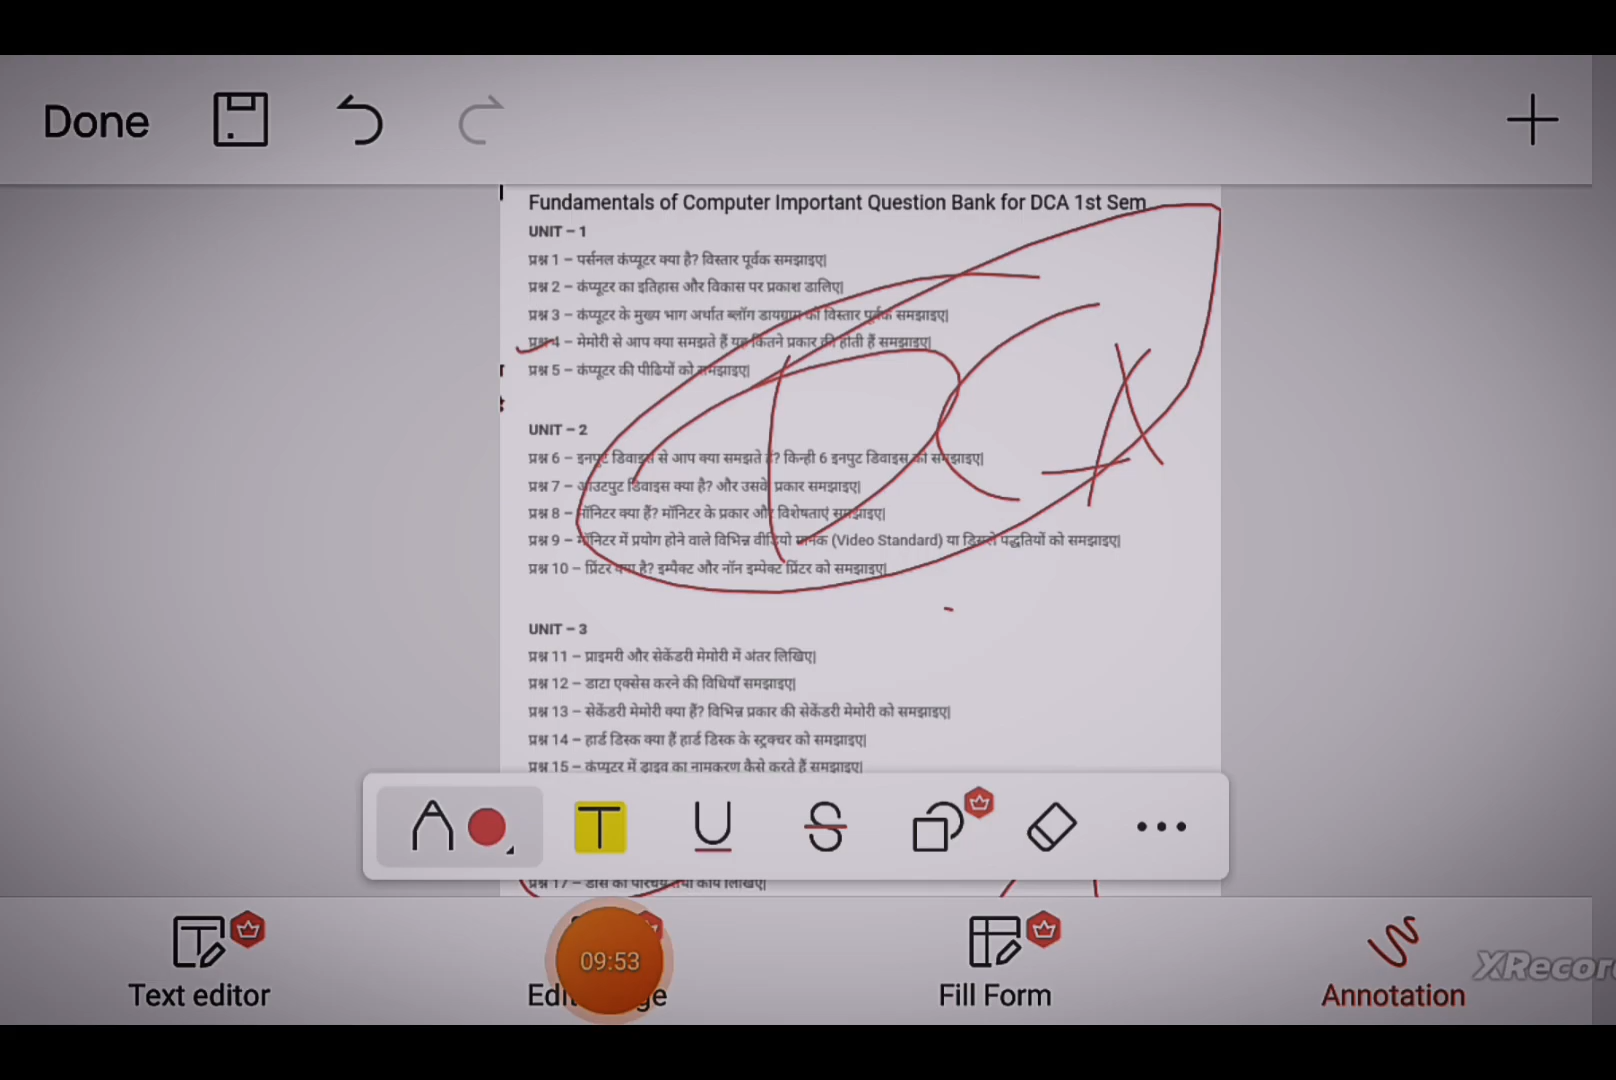 Done
Fundamentals of Computer Important Question Bank for DCA 1st Sem
UNIT – 1
प्रश्न 1 – पर्सनल कंप्यूटर क्या है? विस्तार पूर्वक समझाइए|
प्रश्न 2 – कंप्यूटर का इतिहास और विकास पर प्रकाश डालिए|
प्रश्न 3 – कंप्यूटर के मुख्य भाग अर्थात ब्लॉग डायग्राम को विस्तार पूर्वक समझाइए|
प्रश्न 4 – मेमोरी से आप क्या समझते हैं यह कितने प्रकार की होती हैं समझाइए|
प्रश्न 5 – कंप्यूटर की पीढियों को समझाइए|
UNIT – 2
प्रश्न 6 – इनपुट डिवाइस से आप क्या समझते हैं? किन्ही 6 इनपुट डिवाइस को समझाइए|
प्रश्न 7 – आउटपुट डिवाइस क्या है? और उसके प्रकार समझाइए|
प्रश्न 8 – मॉनिटर क्या हैं? मॉनिटर के प्रकार और विशेषताएं समझाइए|
प्रश्न 9 – मॉनिटर में प्रयोग होने वाले विभिन्न वीडियो मानक (Video Standard) या डिसप्ले पद्धतियों को समझाइए|
प्रश्न 10 – प्रिंटर क्या है? इम्पैक्ट और नॉन इम्पेक्ट प्रिंटर को समझाइए|
DCA
UNIT – 3
प्रश्न 11 – प्राइमरी और सेकेंडरी मेमोरी में अंतर लिखिए|
प्रश्न 12 – डाटा एक्सेस करने की विधियाँ समझाइए|
प्रश्न 13 – सेकेंडरी मेमोरी क्या हैं? विभिन्न प्रकार की सेकेंडरी मेमोरी को समझाइए|
प्रश्न 14 – हार्ड डिस्क क्या हैं हार्ड डिस्क के स्ट्रक्चर को समझाइए|
प्रश्न 15 – कंप्यूटर में ड्राइव का नामकरण कैसे करते हैं समझाइए|
T U S
प्रश्न 17 – डॉस का परिचय तथा कार्य लिखिए|
09:53
Text editor
Fill Form
Annotation